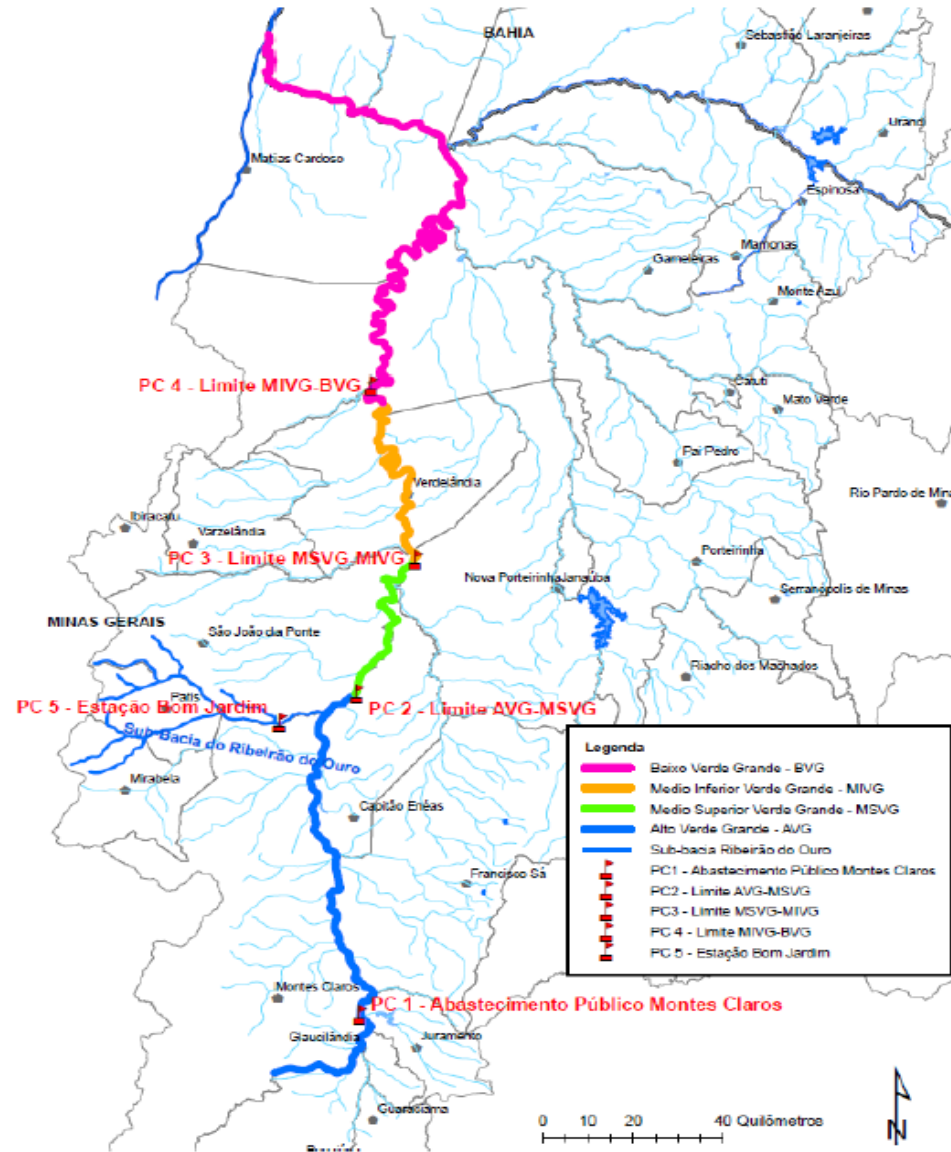 BAHIA
Sebastião Laranjeiras
Urandi
Matias Cardoso
Espinosa
Mamonas
Gameleiras
Monte Azul
PC 4 - Limite MIVG-BVG
Catuti
Mato Verde
Pai Pedro
Verdelândia
Rio Pardo de Mina
Ibiracatu
Varzelândia
PC 3 - Limite MSVG-MIVG
Porteirinha
Nova Porteirinha
Janaúba
Serranópolis de Minas
MINAS GERAIS
São João da Ponte
Riacho dos Machados
Patis
PC 5 - Estação Bom Jardim
PC 2 - Limite AVG-MSVG
Sub-Bacia do Ribeirão do Ouro
Mirabela
Capitão Enéas
Francisco Sá
Legenda
Baixo Verde Grande - BVG
Medio Inferior Verde Grande - MIVG
Medio Superior Verde Grande - MSVG
Alto Verde Grande - AVG
Sub-bacia Ribeirão do Ouro
PC1 - Abastecimento Público Montes Claros
PC2 - Limite AVG-MSVG
PC3 - Limite MSVG-MIVG
PC 4 - Limite MIVG-BVG
PC 5 - Estação Bom Jardim
Montes Claros
PC 1 - Abastecimento Público Montes Claros
Glaucilândia
Juramento
Guaraciama
0 10 20 40 Quilômetros
N